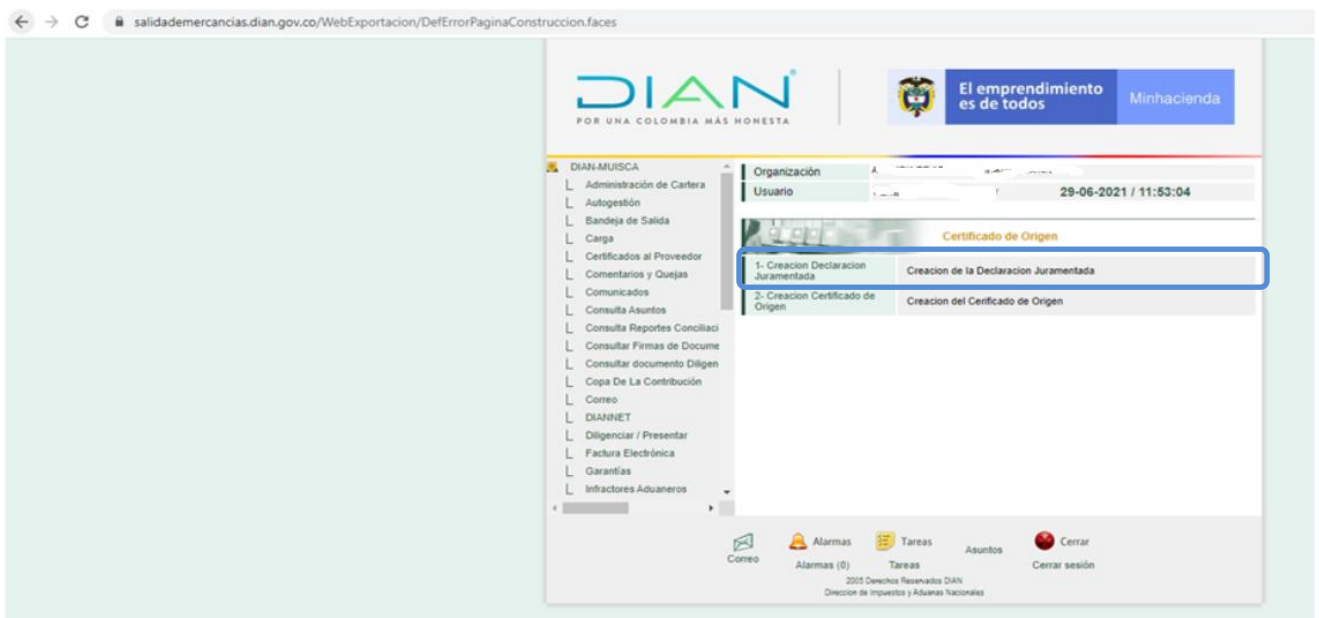 salidademercancias.dian.gov.co/WebExportacion/DefErrorPaginaConstruccion.faces
DIAN
POR UNA COLOMBIA MÁS HONESTA
El emprendimiento
es de todos
Minhacienda
DIAN-MUISCA
Administración de Cartera
Autogestión
Bandeja de Salida
Carga
Certificados al Proveedor
Comentarios y Quejas
Comunicados
Consulta Asuntos
Consulta Reportes Conciliaci
Consultar Firmas de Docume
Consultar documento Diligen
Copa De La Contribución
Correo
DIANNET
Diligenciar / Presentar
Factura Electrónica
Garantías
Infractores Aduaneros
Organización
Usuario 29-06-2021 / 11:53:04
Certificado de Origen
1- Creacion Declaracion
Juramentada
Creacion de la Declaracion Juramentada
2- Creacion Certificado de
Origen
Creacion del Cerificado de Origen
Correo
Alarmas
Alarmas (0)
Tareas
Tareas
Asuntos
Cerrar
Cerrar sesión
2005 Derechos Reservados DIAN
Direccion de Impuestos y Aduanas Nacionales